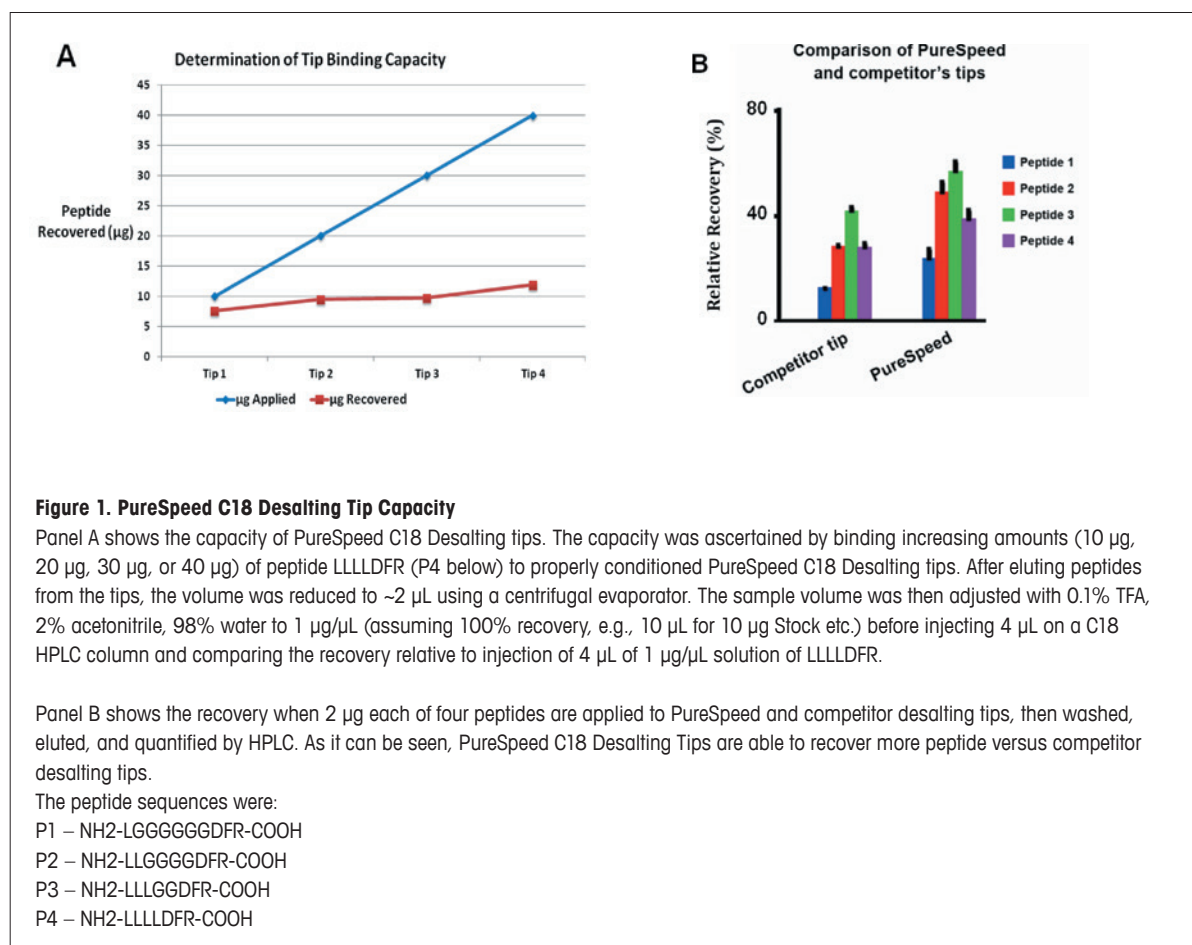 A
Determination of Tip Binding Capacity
45
40
35
30
25
20
15
10
5
0
Peptide
Recovered (µg)
Tip 1
Tip 2
Tip 3
Tip 4
µg Applied
µg Recovered
B
Comparison of PureSpeed
and competitor's tips
Relative Recovery (%)
80
40
0
Competitor tip
PureSpeed
Peptide 1
Peptide 2
Peptide 3
Peptide 4
Figure 1. PureSpeed C18 Desalting Tip Capacity
Panel A shows the capacity of PureSpeed C18 Desalting tips. The capacity was ascertained by binding increasing amounts (10 µg,
20 µg, 30 µg, or 40 µg) of peptide LLLLDFR (P4 below) to properly conditioned PureSpeed C18 Desalting tips. After eluting peptides
from the tips, the volume was reduced to ~2 µL using a centrifugal evaporator. The sample volume was then adjusted with 0.1% TFA,
2% acetonitrile, 98% water to 1 µg/µL (assuming 100% recovery, e.g., 10 µL for 10 µg Stock etc.) before injecting 4 µL on a C18
HPLC column and comparing the recovery relative to injection of 4 µL of 1 µg/µL solution of LLLLDFR.
Panel B shows the recovery when 2 µg each of four peptides are applied to PureSpeed and competitor desalting tips, then washed,
eluted, and quantified by HPLC. As it can be seen, PureSpeed C18 Desalting Tips are able to recover more peptide versus competitor
desalting tips.
The peptide sequences were:
P1 – NH2-LGGGGGGDFR-COOH
P2 – NH2-LLGGGGDFR-COOH
P3 – NH2-LLLGGDFR-COOH
P4 – NH2-LLLLDFR-COOH